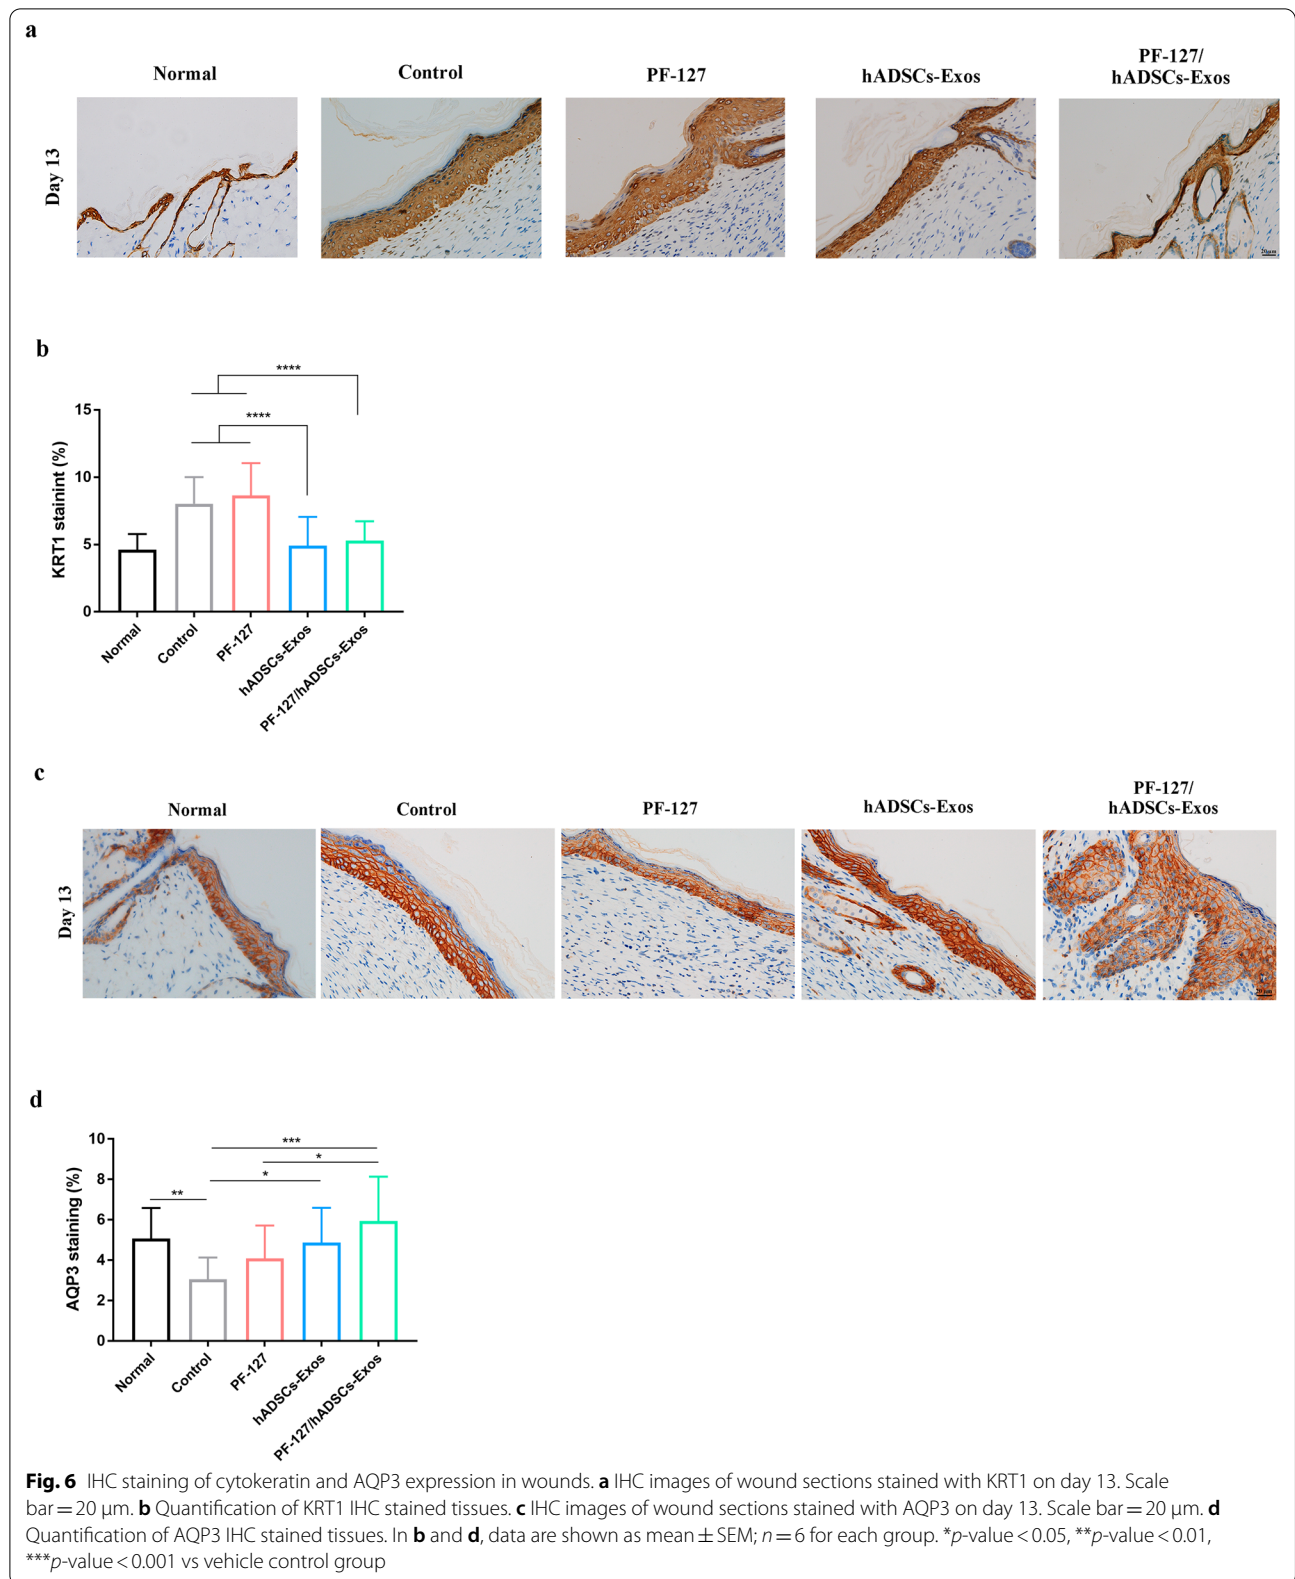 a
Normal
Control
PF-127
hADSCs-Exos
PF-127/
hADSCs-Exos
Day 13
20μm
b
****
****
KRT1 stainint (%)
15
10
5
0
Normal
Control
PF-127
hADSCs-Exos
PF-127/hADSCs-Exos
c
Normal
Control
PF-127
hADSCs-Exos
PF-127/
hADSCs-Exos
Day 13
20 μm
d
***
*
*
**
AQP3 staining (%)
10
8
6
4
2
0
Normal
Control
PF-127
hADSCs-Exos
PF-127/hADSCs-Exos
Fig. 6 IHC staining of cytokeratin and AQP3 expression in wounds. a IHC images of wound sections stained with KRT1 on day 13. Scale
bar = 20 μm. b Quantification of KRT1 IHC stained tissues. c IHC images of wound sections stained with AQP3 on day 13. Scale bar = 20 μm. d
Quantification of AQP3 IHC stained tissues. In b and d, data are shown as mean ± SEM; n = 6 for each group. *p-value < 0.05, **p-value < 0.01,
***p-value < 0.001 vs vehicle control group